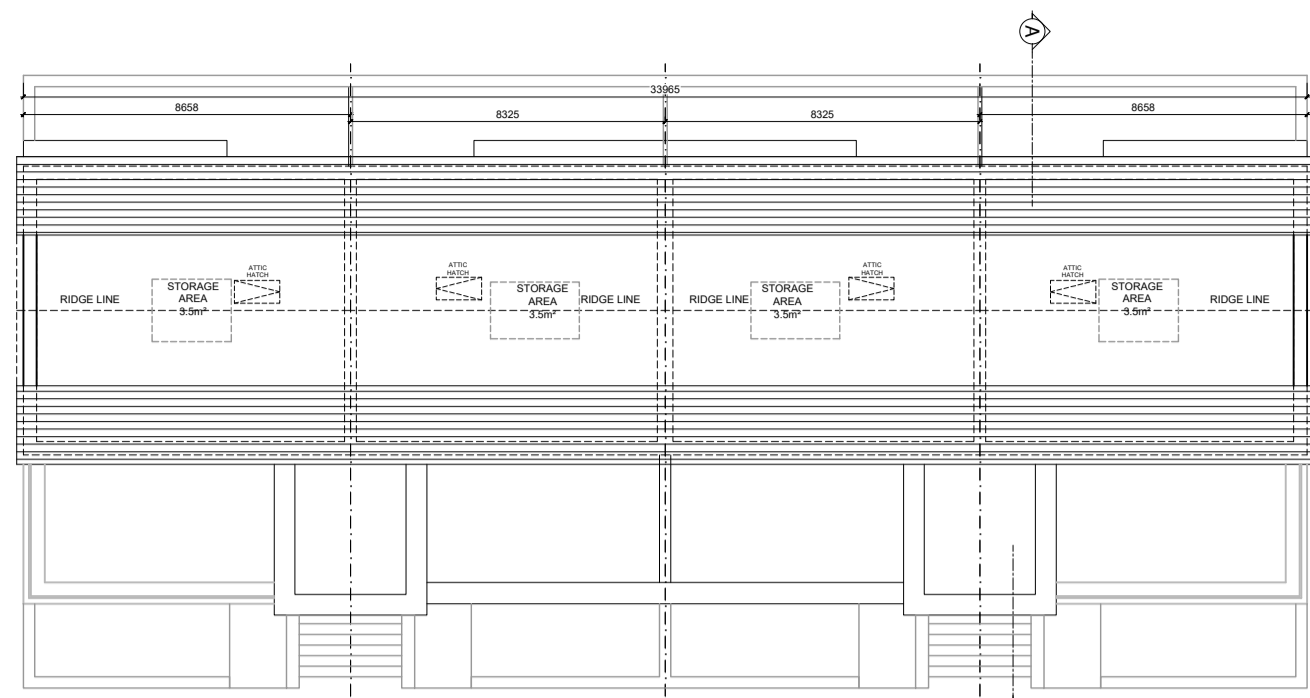 A
33965
8658
8325
8325
8658
ATTIC
HATCH
STORAGE
AREA
3.5m²
RIDGE LINE
ATTIC
HATCH
STORAGE
AREA
3.5m²
RIDGE LINE
RIDGE LINE
STORAGE
AREA
3.5m²
ATTIC
HATCH
ATTIC
HATCH
STORAGE
AREA
3.5m²
RIDGE LINE